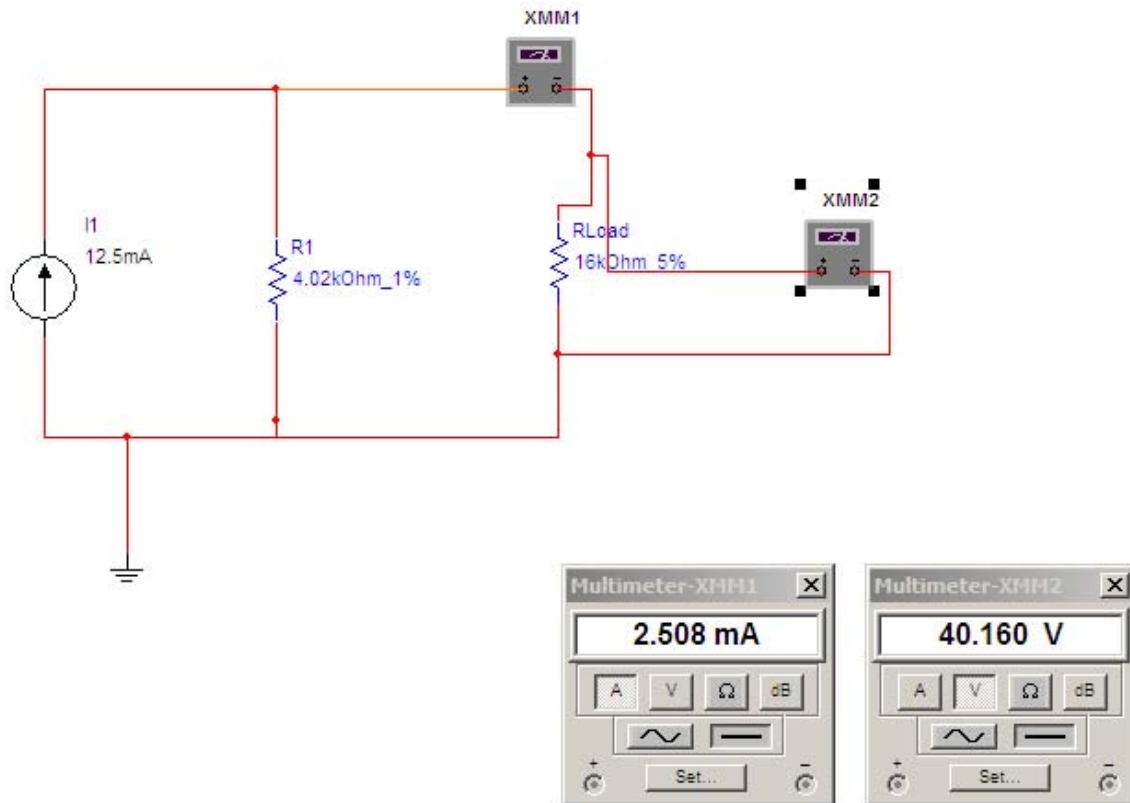 XMM1
XMM2
I1
12.5mA
R1
4.02kOhm_1%
RLoad
16kOhm_5%
Multimeter-XMM1
2.508 mA
A V Ω dB
+ Set... −
Multimeter-XMM2
40.160 V
A V Ω dB
+ Set... −